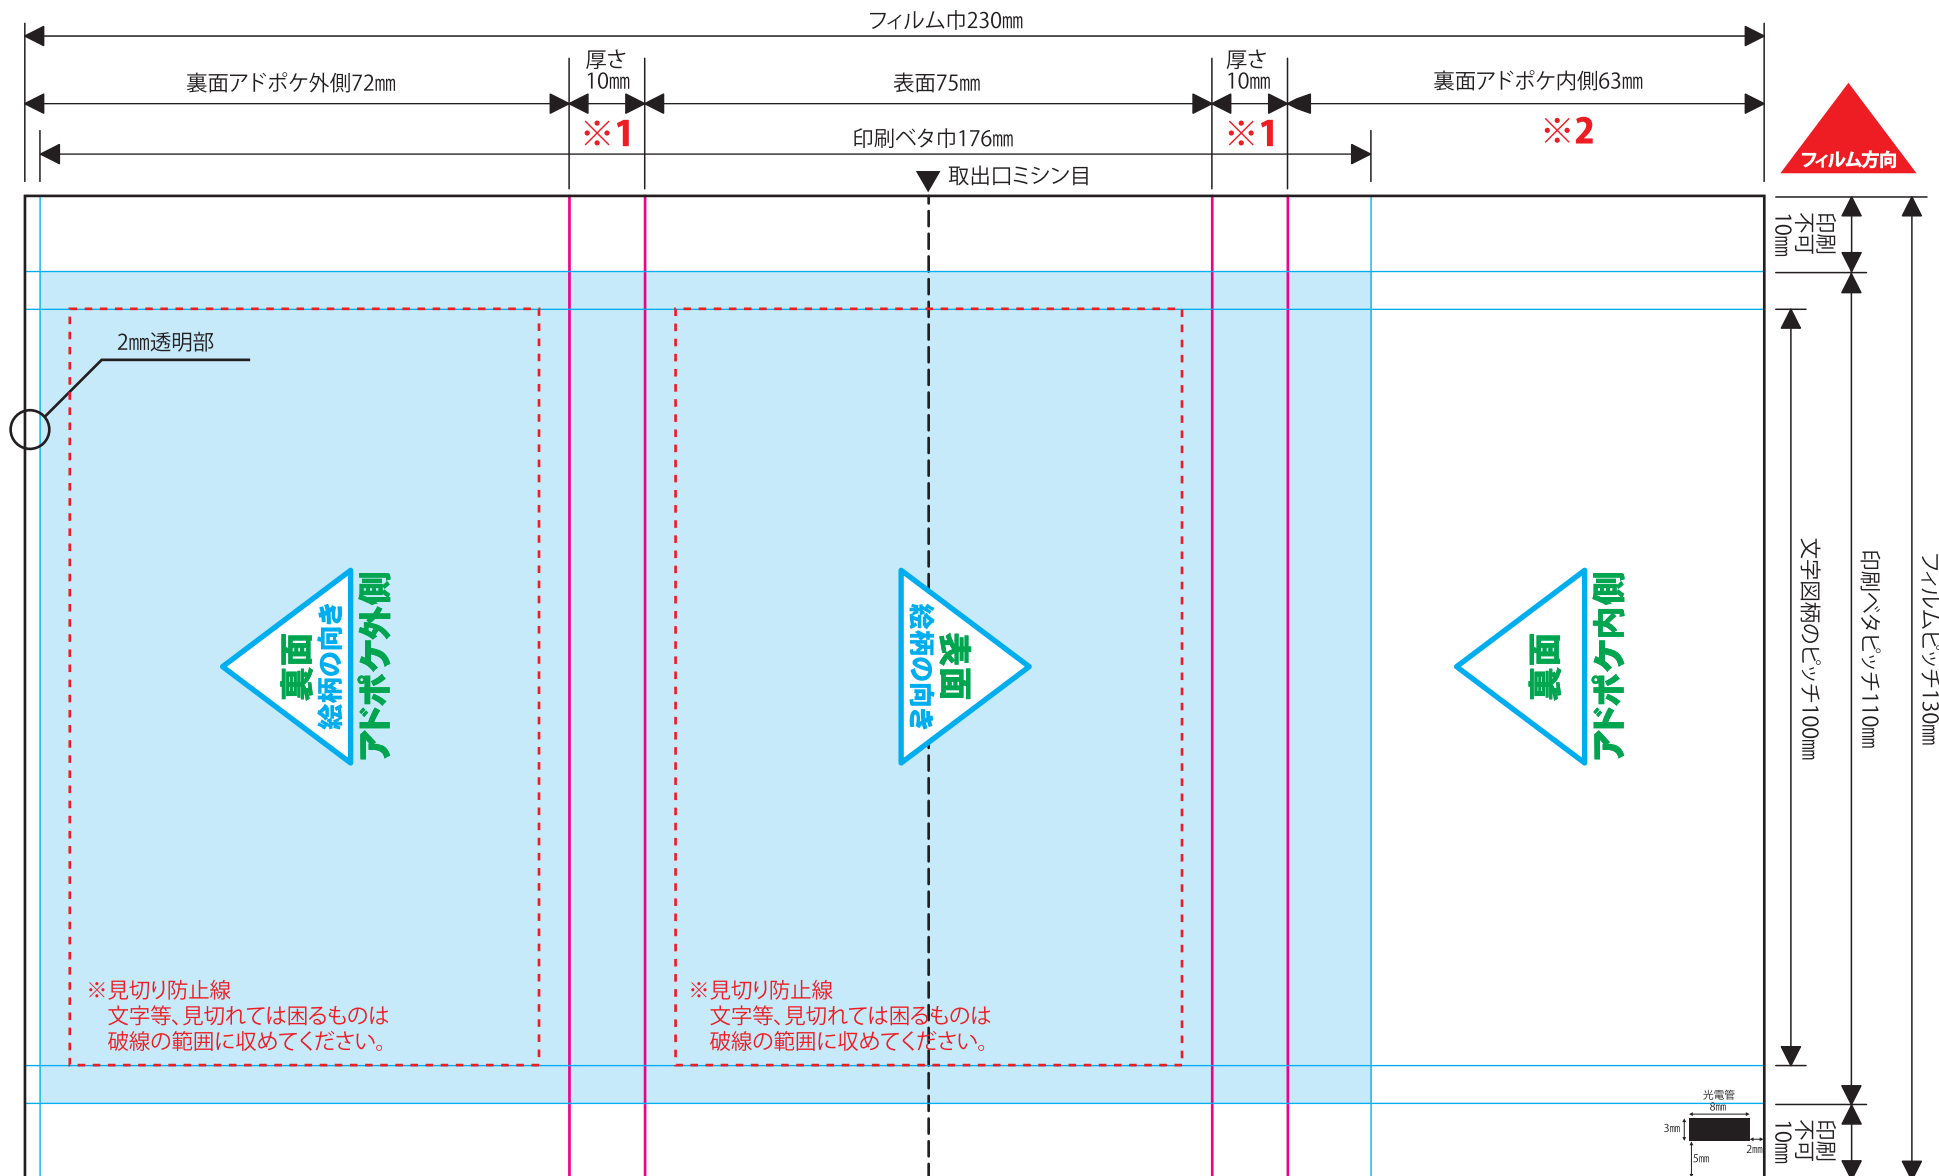 フィルム巾230mm
裏面アドポケ外側72mm
厚さ
10mm
表面75mm
厚さ
10mm
裏面アドポケ内側63mm
※1
印刷ベタ巾176mm
※1
※2
フィルム方向
取出口ミシン目
印刷
不可
10mm
2mm透明部
裏面
絵柄の向き
アドポケ外側
表面
絵柄の向き
裏面
アドポケ内側
文字図柄のピッチ100mm
印刷ベタピッチ110mm
フィルムピッチ130mm
※見切り防止線
文字等、見切れては困るものは
破線の範囲に収めてください。
※見切り防止線
文字等、見切れては困るものは
破線の範囲に収めてください。
光電管
8mm
3mm
2mm
5mm
印刷
不可
10mm